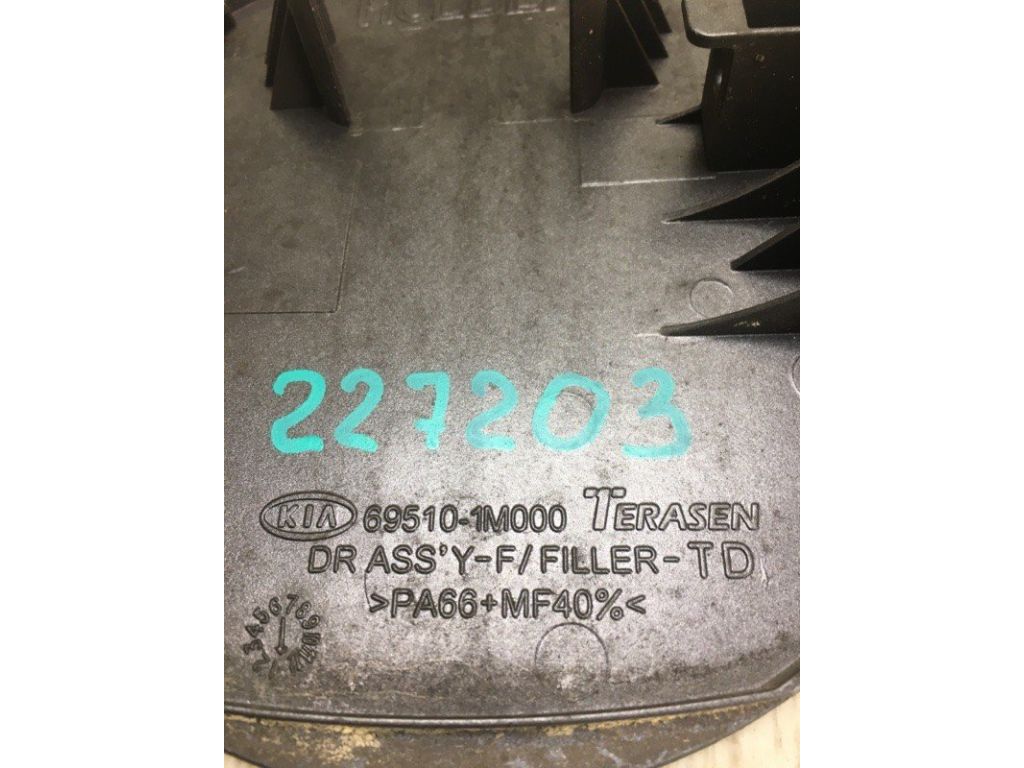 227203
KIA 69510-1M000 TERASEN
DR ASS'Y-F/FILLER-TD
>PA66+MF40%<